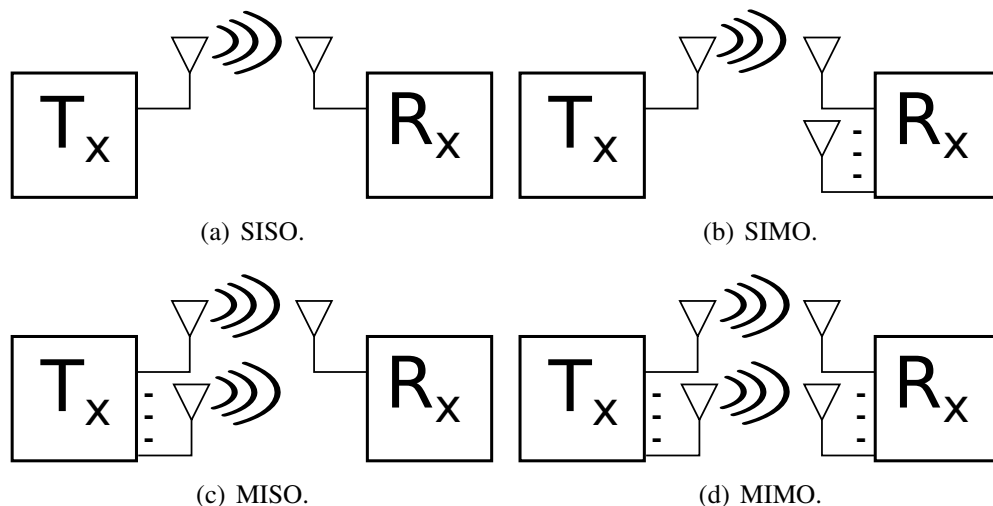 Tx Rx
Tx Rx
(a) SISO.
(b) SIMO.
Tx Rx
Tx Rx
(c) MISO.
(d) MIMO.